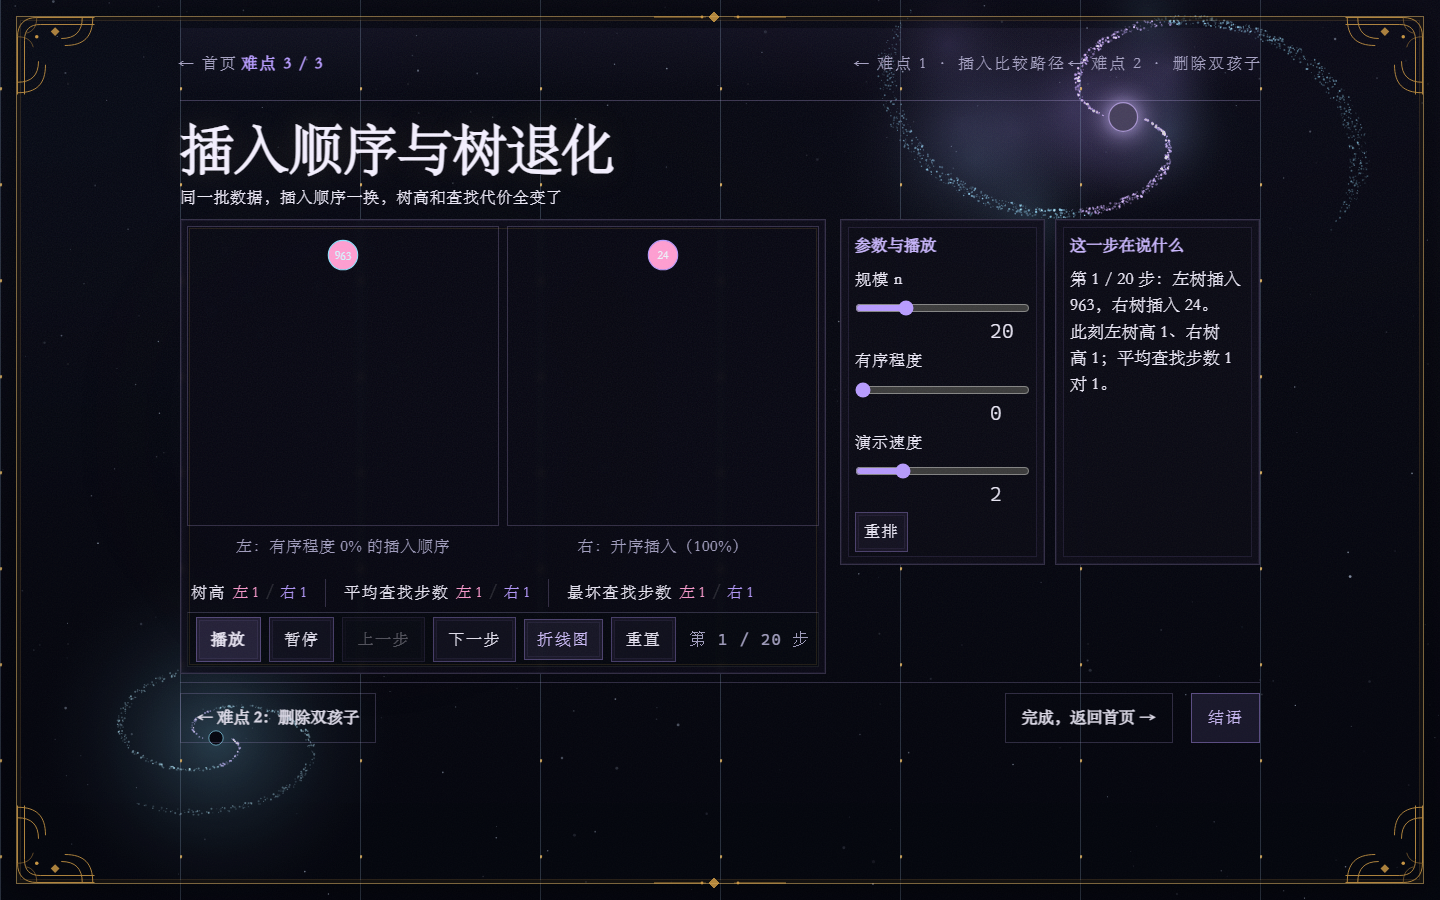 ← 首页 难点 3 / 3
← 难点 1 · 插入比较路径
← 难点 2 · 删除双孩子
插入顺序与树退化
同一批数据，插入顺序一换，树高和查找代价全变了
963
24
左：有序程度 0% 的插入顺序
右：升序插入（100%）
树高 左 1 / 右 1
平均查找步数 左 1 / 右 1
最坏查找步数 左 1 / 右 1
播放
暂停
上一步
下一步
折线图
重置
第 1 / 20 步
参数与播放
规模 n
20
有序程度
0
演示速度
2
重排
这一步在说什么
第 1 / 20 步：左树插入
963，右树插入 24。
此刻左树高 1、右树
高 1；平均查找步数 1
对 1。
← 难点 2：删除双孩子
完成，返回首页 →
结语